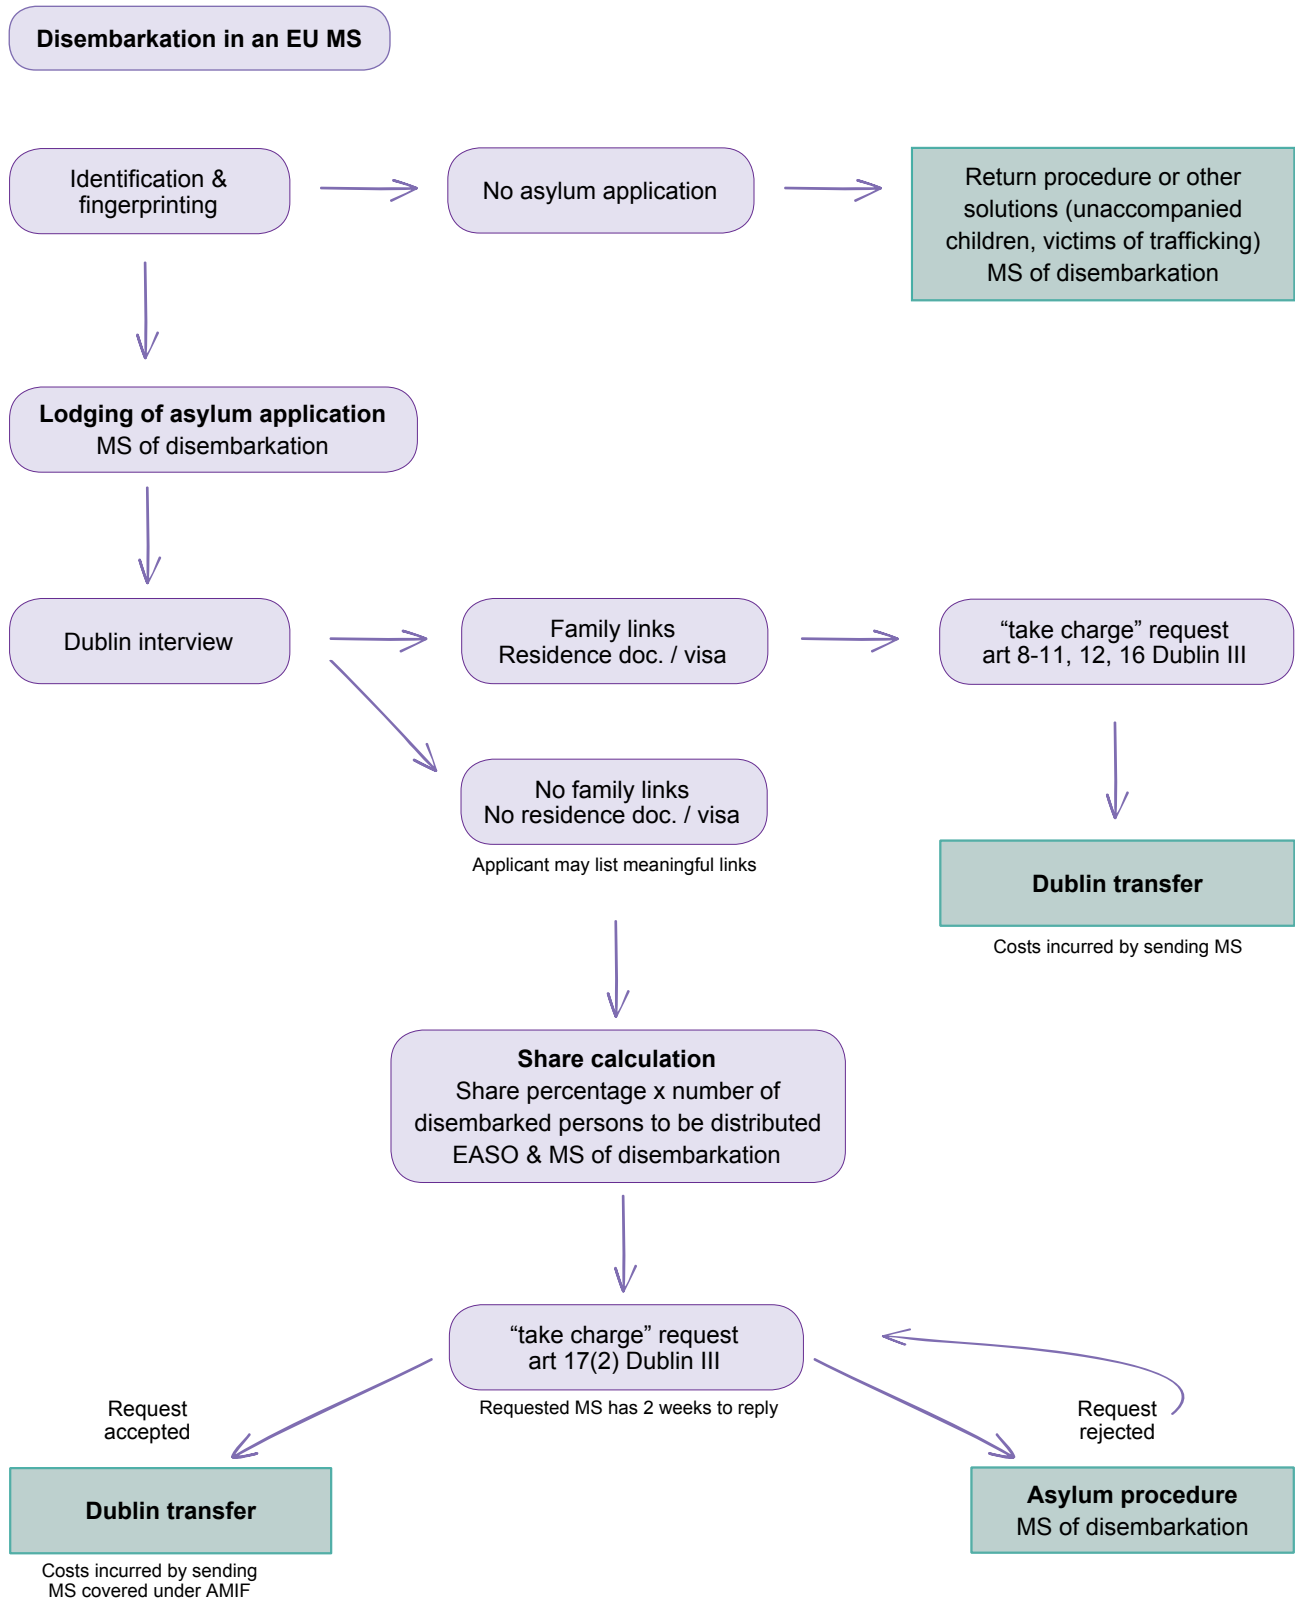 Disembarkation in an EU MS
Identification &
fingerprinting
No asylum application
Return procedure or other
solutions (unaccompanied
children, victims of trafficking)
MS of disembarkation
Lodging of asylum application
MS of disembarkation
Dublin interview
Family links
Residence doc. / visa
“take charge” request
art 8-11, 12, 16 Dublin III
No family links
No residence doc. / visa
Applicant may list meaningful links
Dublin transfer
Costs incurred by sending MS
Share calculation
Share percentage x number of
disembarked persons to be distributed
EASO & MS of disembarkation
“take charge” request
art 17(2) Dublin III
Requested MS has 2 weeks to reply
Request
accepted
Request
rejected
Dublin transfer
Costs incurred by sending
MS covered under AMIF
Asylum procedure
MS of disembarkation